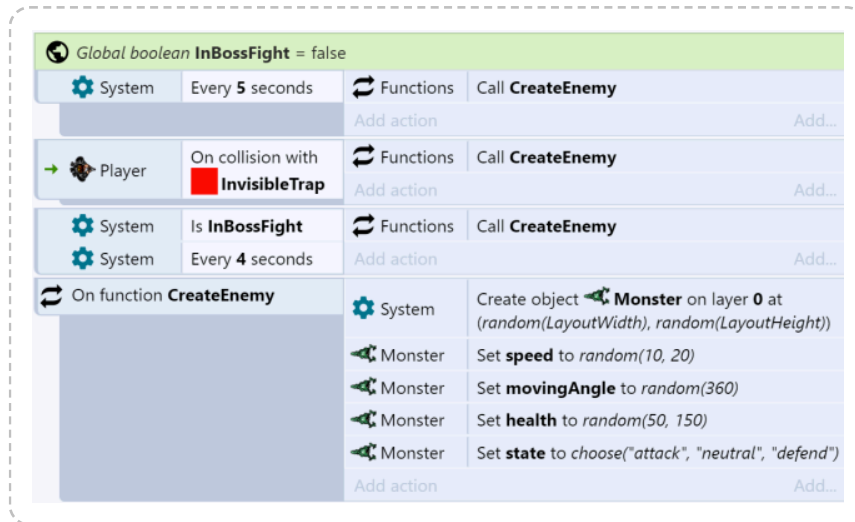 Global boolean InBossFight = false
System Every 5 seconds Functions Call CreateEnemy
Add action Add...
Player On collision with InvisibleTrap Functions Call CreateEnemy
Add action Add...
System Is InBossFight Functions Call CreateEnemy
System Every 4 seconds Add action Add...
On function CreateEnemy
System Create object Monster on layer 0 at
(random(LayoutWidth), random(LayoutHeight))
Monster Set speed to random(10, 20)
Monster Set movingAngle to random(360)
Monster Set health to random(50, 150)
Monster Set state to choose("attack", "neutral", "defend")
Add action Add...